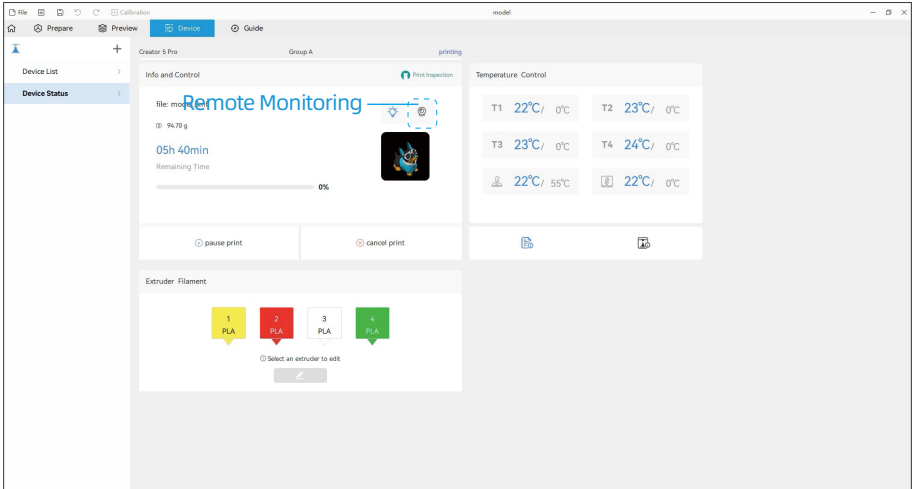 File Calibration model
Prepare Preview Device Guide
Device List
Device Status
Creator 5 Pro Group A printing
Info and Control Print Inspection
Remote Monitoring
94.70 g
05h 40min
Remaining Time
0%
pause print cancel print
Temperature Control
T1 22℃/ 0℃ T2 23℃/ 0℃
T3 23℃/ 0℃ T4 24℃/ 0℃
22℃/ 55℃ 22℃/ 0℃
Extruder Filament
1 2 3 4
PLA PLA PLA PLA
Select an extruder to edit